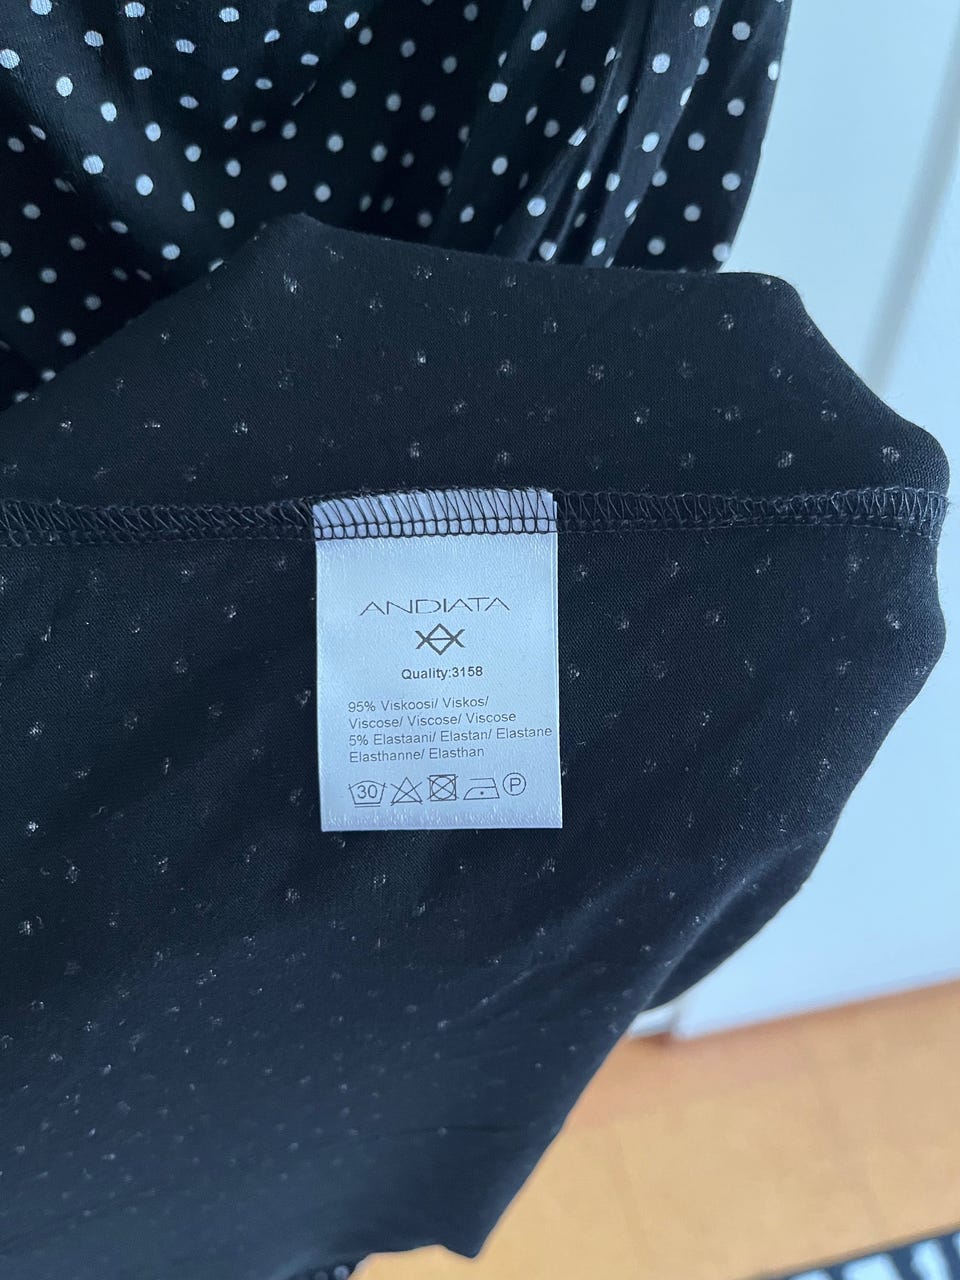 ANDIATA
Quality:3158
95% Viskoosi/ Viskos/
Viscose/ Viscose/ Viscose
5% Elastaani/ Elastan/ Elastane
Elasthanne/ Elasthan
30 P